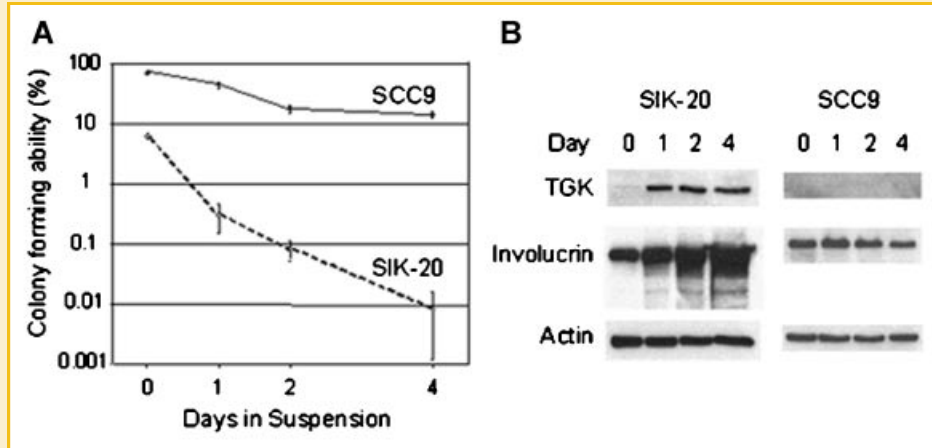 A
Colony forming ability (%)
100
10
1
0.1
0.01
0.001
SCC9
SIK-20
0 1 2 4
Days in Suspension
B
SIK-20 SCC9
Day 0 1 2 4 0 1 2 4
TGK
Involucrin
Actin